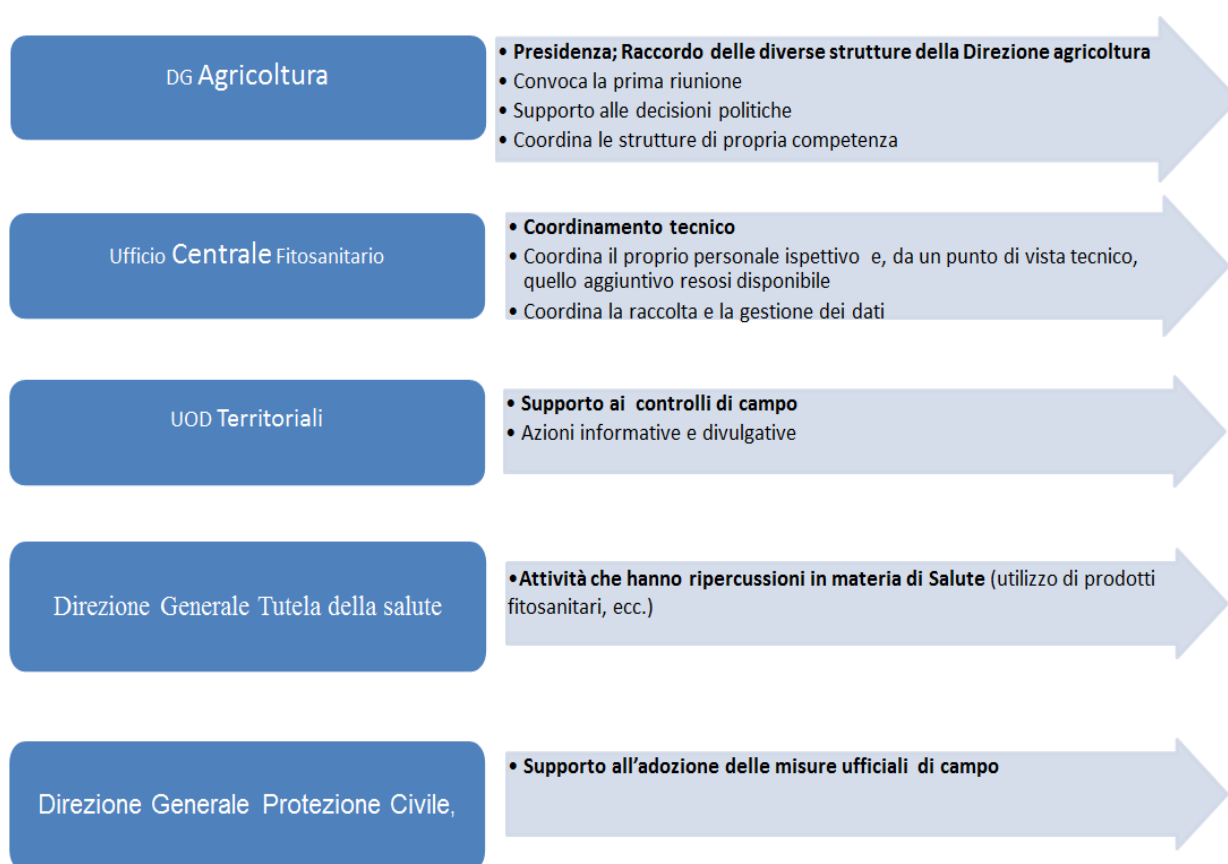 DG Agricoltura
• Presidenza; Raccordo delle diverse strutture della Direzione agricoltura
• Convoca la prima riunione
• Supporto alle decisioni politiche
• Coordina le strutture di propria competenza
Ufficio Centrale Fitosanitario
• Coordinamento tecnico
• Coordina il proprio personale ispettivo e, da un punto di vista tecnico,
quello aggiuntivo resosi disponibile
• Coordina la raccolta e la gestione dei dati
UOD Territoriali
• Supporto ai controlli di campo
• Azioni informative e divulgative
Direzione Generale Tutela della salute
•Attività che hanno ripercussioni in materia di Salute (utilizzo di prodotti
fitosanitari, ecc.)
Direzione Generale Protezione Civile,
• Supporto all'adozione delle misure ufficiali di campo